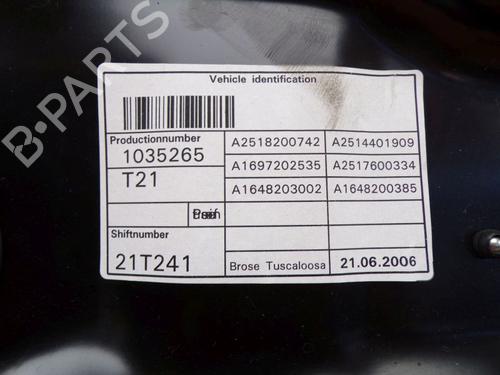 B-PARTS
Vehicle identification
Productionnumber
1035265
T21
Shiftnumber
21T241
A2518200742 A2514401909
A1697202535 A2517600334
A1648203002 A1648200385
Brose Tuscaloosa 21.06.2006